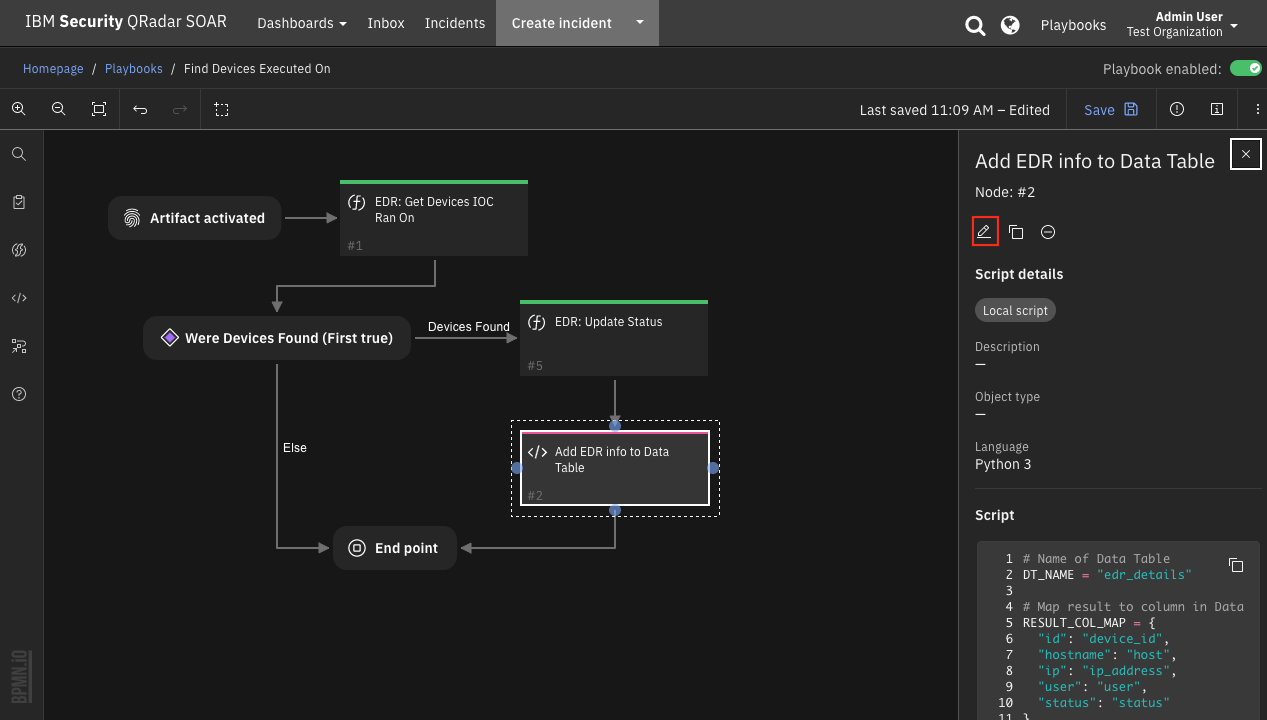 IBM Security QRadar SOAR
Dashboards
Inbox
Incidents
Create incident
Playbooks
Admin User
Test Organization
Homepage / Playbooks / Find Devices Executed On
Playbook enabled:
Last saved 11:09 AM – Edited
Save
Artifact activated
EDR: Get Devices IOC
Ran On
#1
Were Devices Found (First true)
Devices Found
EDR: Update Status
#5
Else
Add EDR info to Data
Table
#2
End point
BPMN.iO
Add EDR info to Data Table
Node: #2
Script details
Local script
Description
—
Object type
—
Language
Python 3
Script
1 # Name of Data Table
2 DT_NAME = "edr_details"
3
4 # Map result to column in Data
5 RESULT_COL_MAP = {
6 "id": "device_id",
7 "hostname": "host",
8 "ip": "ip_address",
9 "user": "user",
10 "status": "status"
11 }